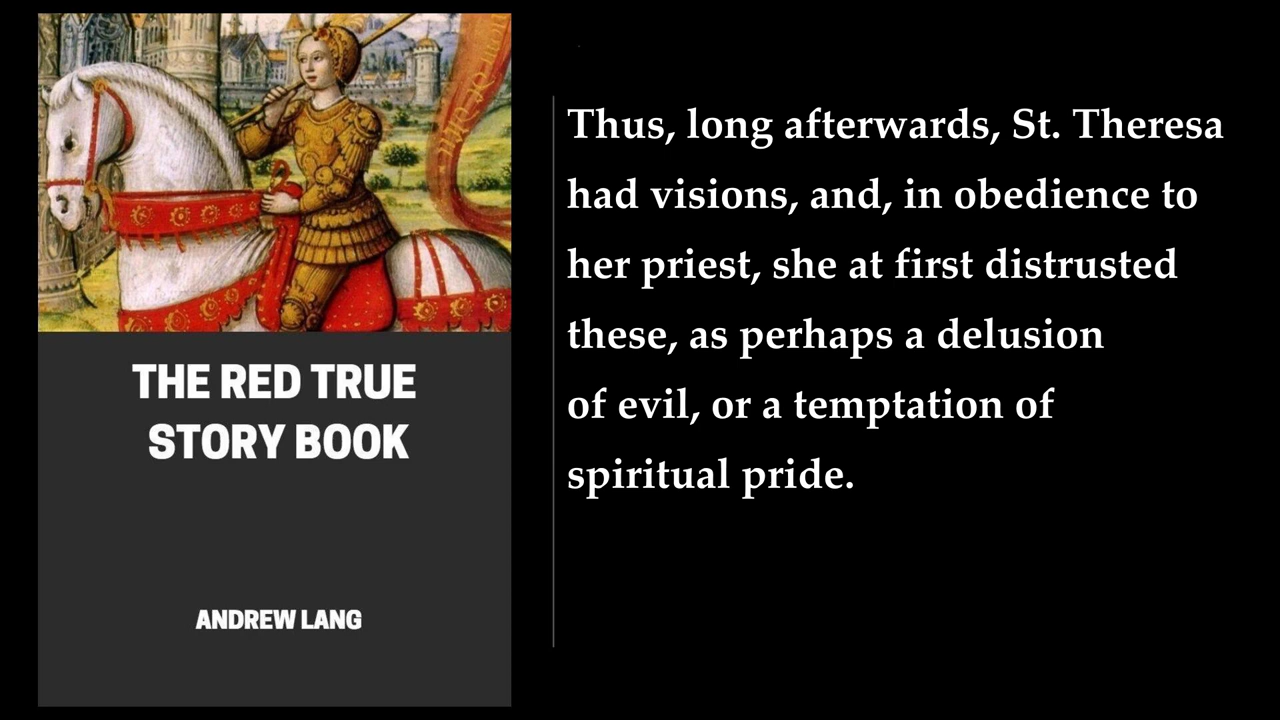 THE RED TRUE
STORY BOOK
ANDREW LANG
Thus, long afterwards, St. Theresa
had visions, and, in obedience to
her priest, she at first distrusted
these, as perhaps a delusion
of evil, or a temptation of
spiritual pride.